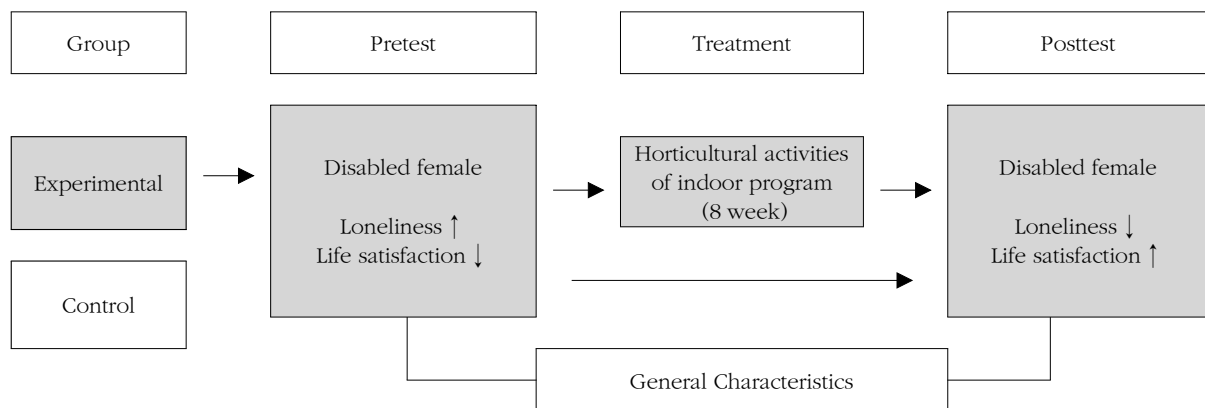 Group
Pretest
Treatment
Posttest
Experimental
Disabled female
Loneliness ↑
Life satisfaction ↓
Horticultural activities
of indoor program
(8 week)
Disabled female
Loneliness ↓
Life satisfaction ↑
Control
General Characteristics